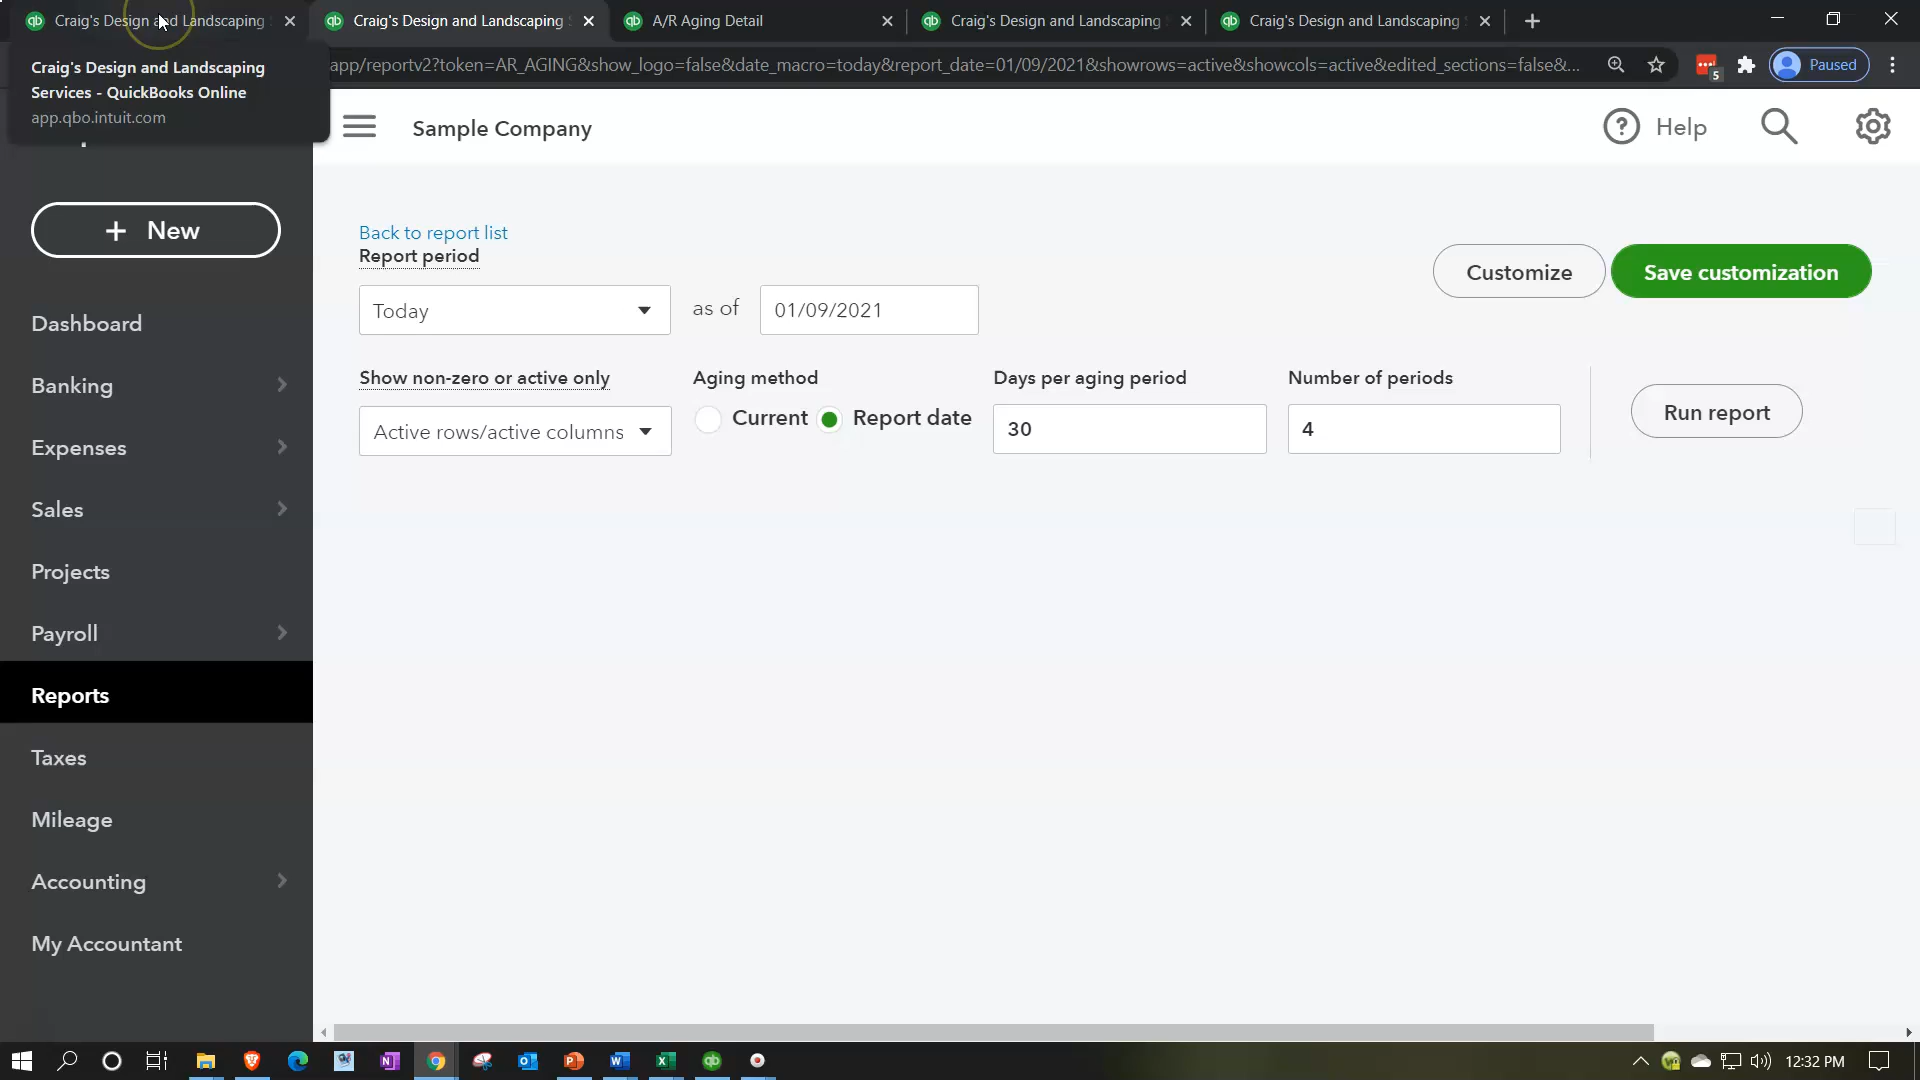 Craig's Design and Landscaping
Craig's Design and Landscaping
A/R Aging Detail
Craig's Design and Landscaping
Craig's Design and Landscaping
app/reportv2?token=AR_AGING&show_logo=false&date_macro=today&report_date=01/09/2021&showrows=active&showcols=active&edited_sections=false&...
5
Paused
Craig's Design and Landscaping
Services - QuickBooks Online
app.qbo.intuit.com
Sample Company
Help
+ New
Dashboard
Banking
Expenses
Sales
Projects
Payroll
Reports
Taxes
Mileage
Accounting
My Accountant
Back to report list
Report period
Today
as of
01/09/2021
Customize
Save customization
Show non-zero or active only
Aging method
Days per aging period
Number of periods
Active rows/active columns
Current
Report date
30
4
Run report
12:32 PM